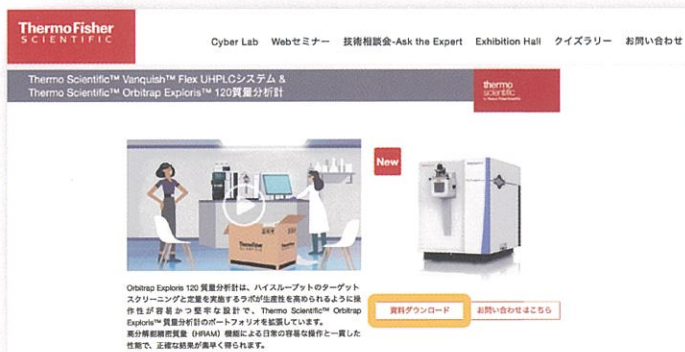 ThermoFisher
SCIENTIFIC
Cyber Lab Webセミナー 技術相談会-Ask the Expert Exhibition Hall クイズラリー お問い合わせ
Thermo Scientific™ Vanquish™ Flex UHPLCシステム &
Thermo Scientific™ Orbitrap Exploris™ 120質量分析計
thermo
scientific
New
ThermoFisher
Orbitrap Exploris 120 質量分析計は、ハイスループットのターゲット
スクリーニングと定量を実施するラボが生産性を高められるように操
作性が容易かつ堅牢な設計で、Thermo Scientific™ Orbitrap
Exploris™ 質量分析計のポートフォリオを拡張しています。
高分解能精密質量（HRAM）機能による日常の容易な操作と一貫した
性能で、正確な結果が素早く得られます。
資料ダウンロード
お問い合わせはこちら